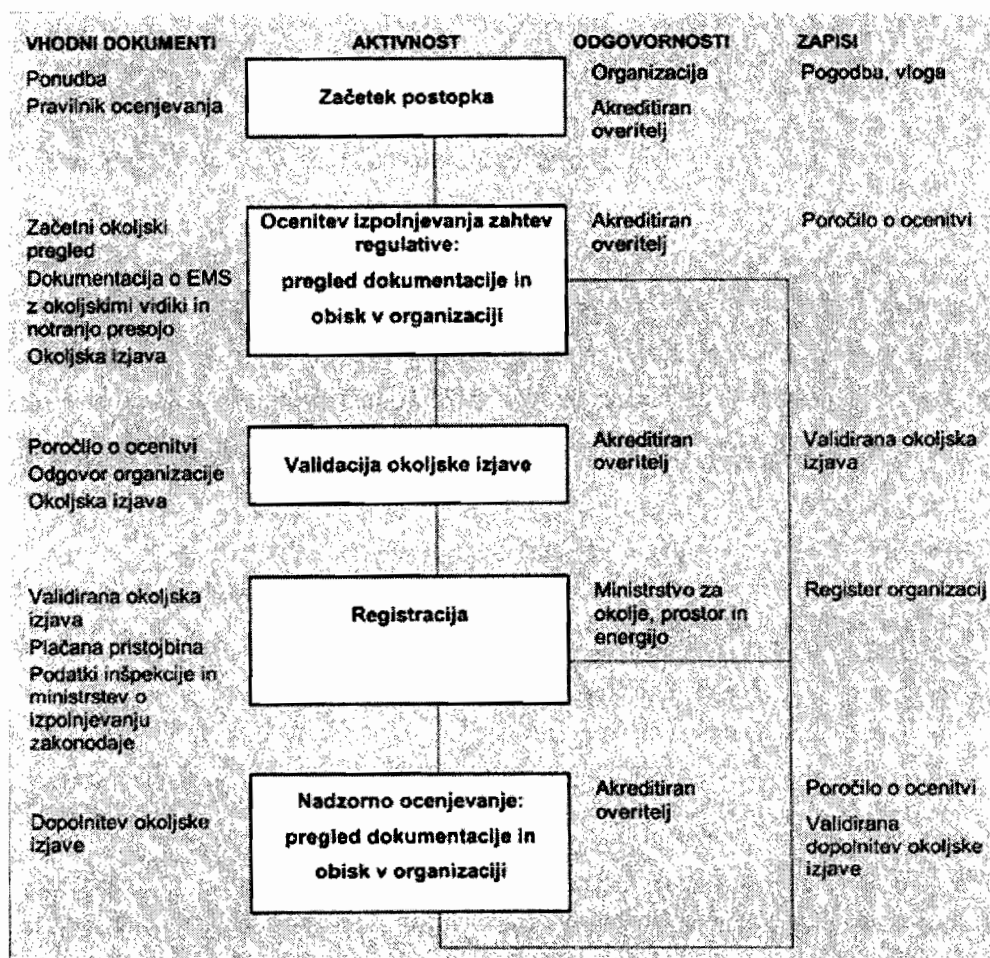 VHODNI DOKUMENTI
AKTIVNOST
ODGOVORNOSTI
ZAPISI
Ponudba
Pravilnik ocenjevanja
Začetek postopka
Organizacija
Akreditiran
overitelj
Pogodba, vloga
Začetni okoljski
pregled
Dokumentacija o EMS
z okoljskimi vidiki in
notranjo presojo
Okoljska izjava
Ocenitev izpolnjevanja zahtev
regulative:
pregled dokumentacije in
obisk v organizaciji
Akreditiran
overitelj
Poročilo o ocenitvi
Poročilo o ocenitvi
Odgovor organizacije
Okoljska izjava
Validacija okoljske izjave
Akreditiran
overitelj
Validirana okoljska
izjava
Validirana okoljska
izjava
Plačana pristojbina
Podatki inšpekcije in
ministrstev o
izpolnjevanju
zakonodaje
Registracija
Ministrstvo za
okolje, prostor in
energijo
Register organizacij
Dopolnitev okoljske
izjave
Nadzorno ocenjevanje:
pregled dokumentacije in
obisk v organizaciji
Akreditiran
overitelj
Poročilo o ocenitvi
Validirana
dopolnitev okoljske
izjave